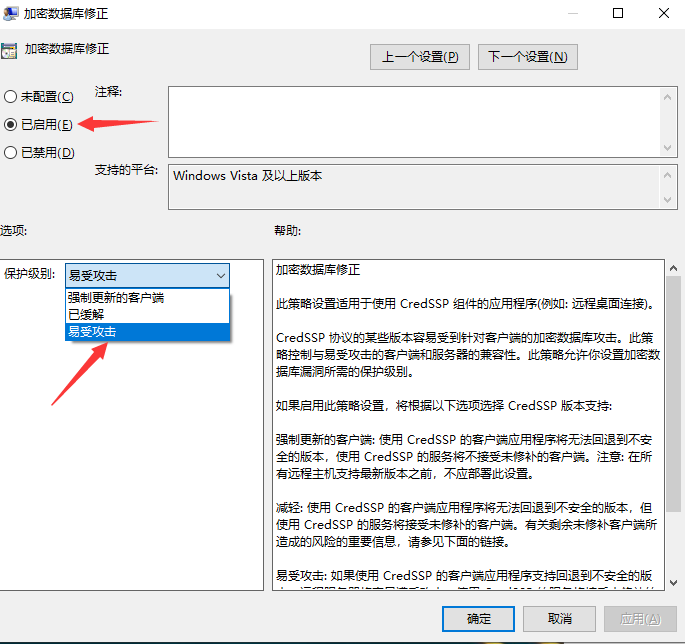 加密数据库修正
加密数据库修正
上一个设置(P)
下一个设置(N)
未配置(C)
注释:
已启用(E)
已禁用(D)
支持的平台:
Windows Vista 及以上版本
选项:
帮助:
保护级别:
易受攻击
强制更新的客户端
已缓解
易受攻击
加密数据库修正
此策略设置适用于使用 CredSSP 组件的应用程序(例如: 远程桌面连接)。
CredSSP 协议的某些版本容易受到针对客户端的加密数据库攻击。此策
略控制与易受攻击的客户端和服务器的兼容性。此策略允许你设置加密数
据库漏洞所需的保护级别。
如果启用此策略设置，将根据以下选项选择 CredSSP 版本支持:
强制更新的客户端: 使用 CredSSP 的客户端应用程序将无法回退到不安
全的版本，使用 CredSSP 的服务将不接受未修补的客户端。注意: 在所
有远程主机支持最新版本之前，不应部署此设置。
减轻: 使用 CredSSP 的客户端应用程序将无法回退到不安全的版本，但
使用 CredSSP 的服务将接受未修补的客户端。有关剩余未修补客户端所
造成的风险的重要信息，请参见下面的链接。
易受攻击: 如果使用 CredSSP 的客户端应用程序支持回退到不安全的版
确定
取消
应用(A)